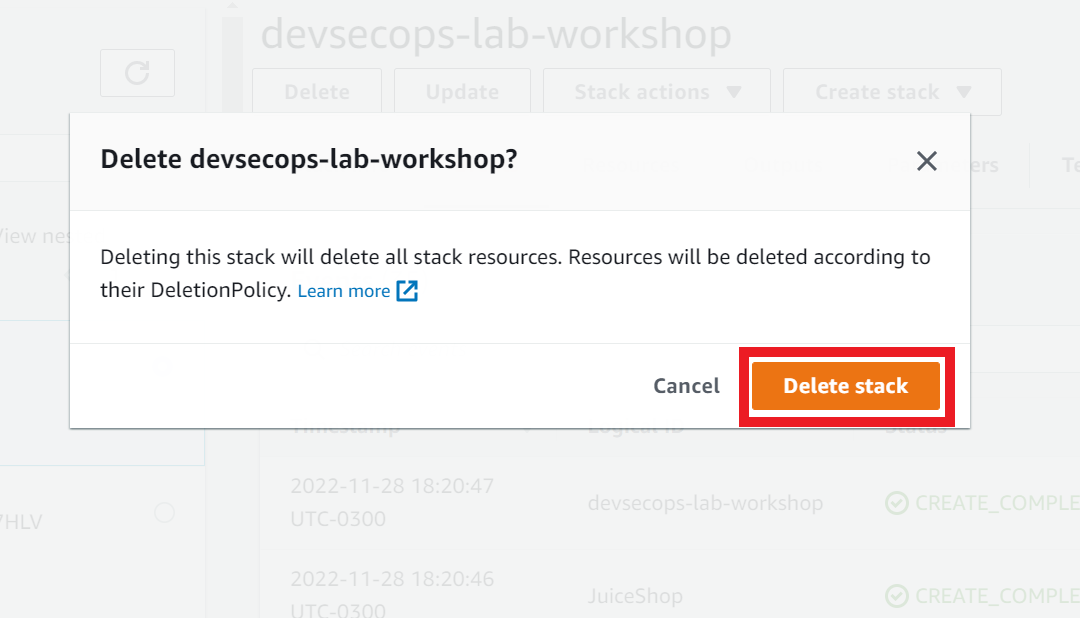 devsecops-lab-workshop
Delete
Update
Stack actions
Create stack
Delete devsecops-lab-workshop?
ers
Te
View nes
Deleting this stack will delete all stack resources. Resources will be deleted according to
their DeletionPolicy. Learn more
Cancel
Delete stack
Timestamp
Logical ID
Status
2022-11-28 18:20:47
UTC-0300
devsecops-lab-workshop
CREATE_COMPLE
7HLV
2022-11-28 18:20:46
UTC-0300
JuiceShop
CREATE_COMPLE